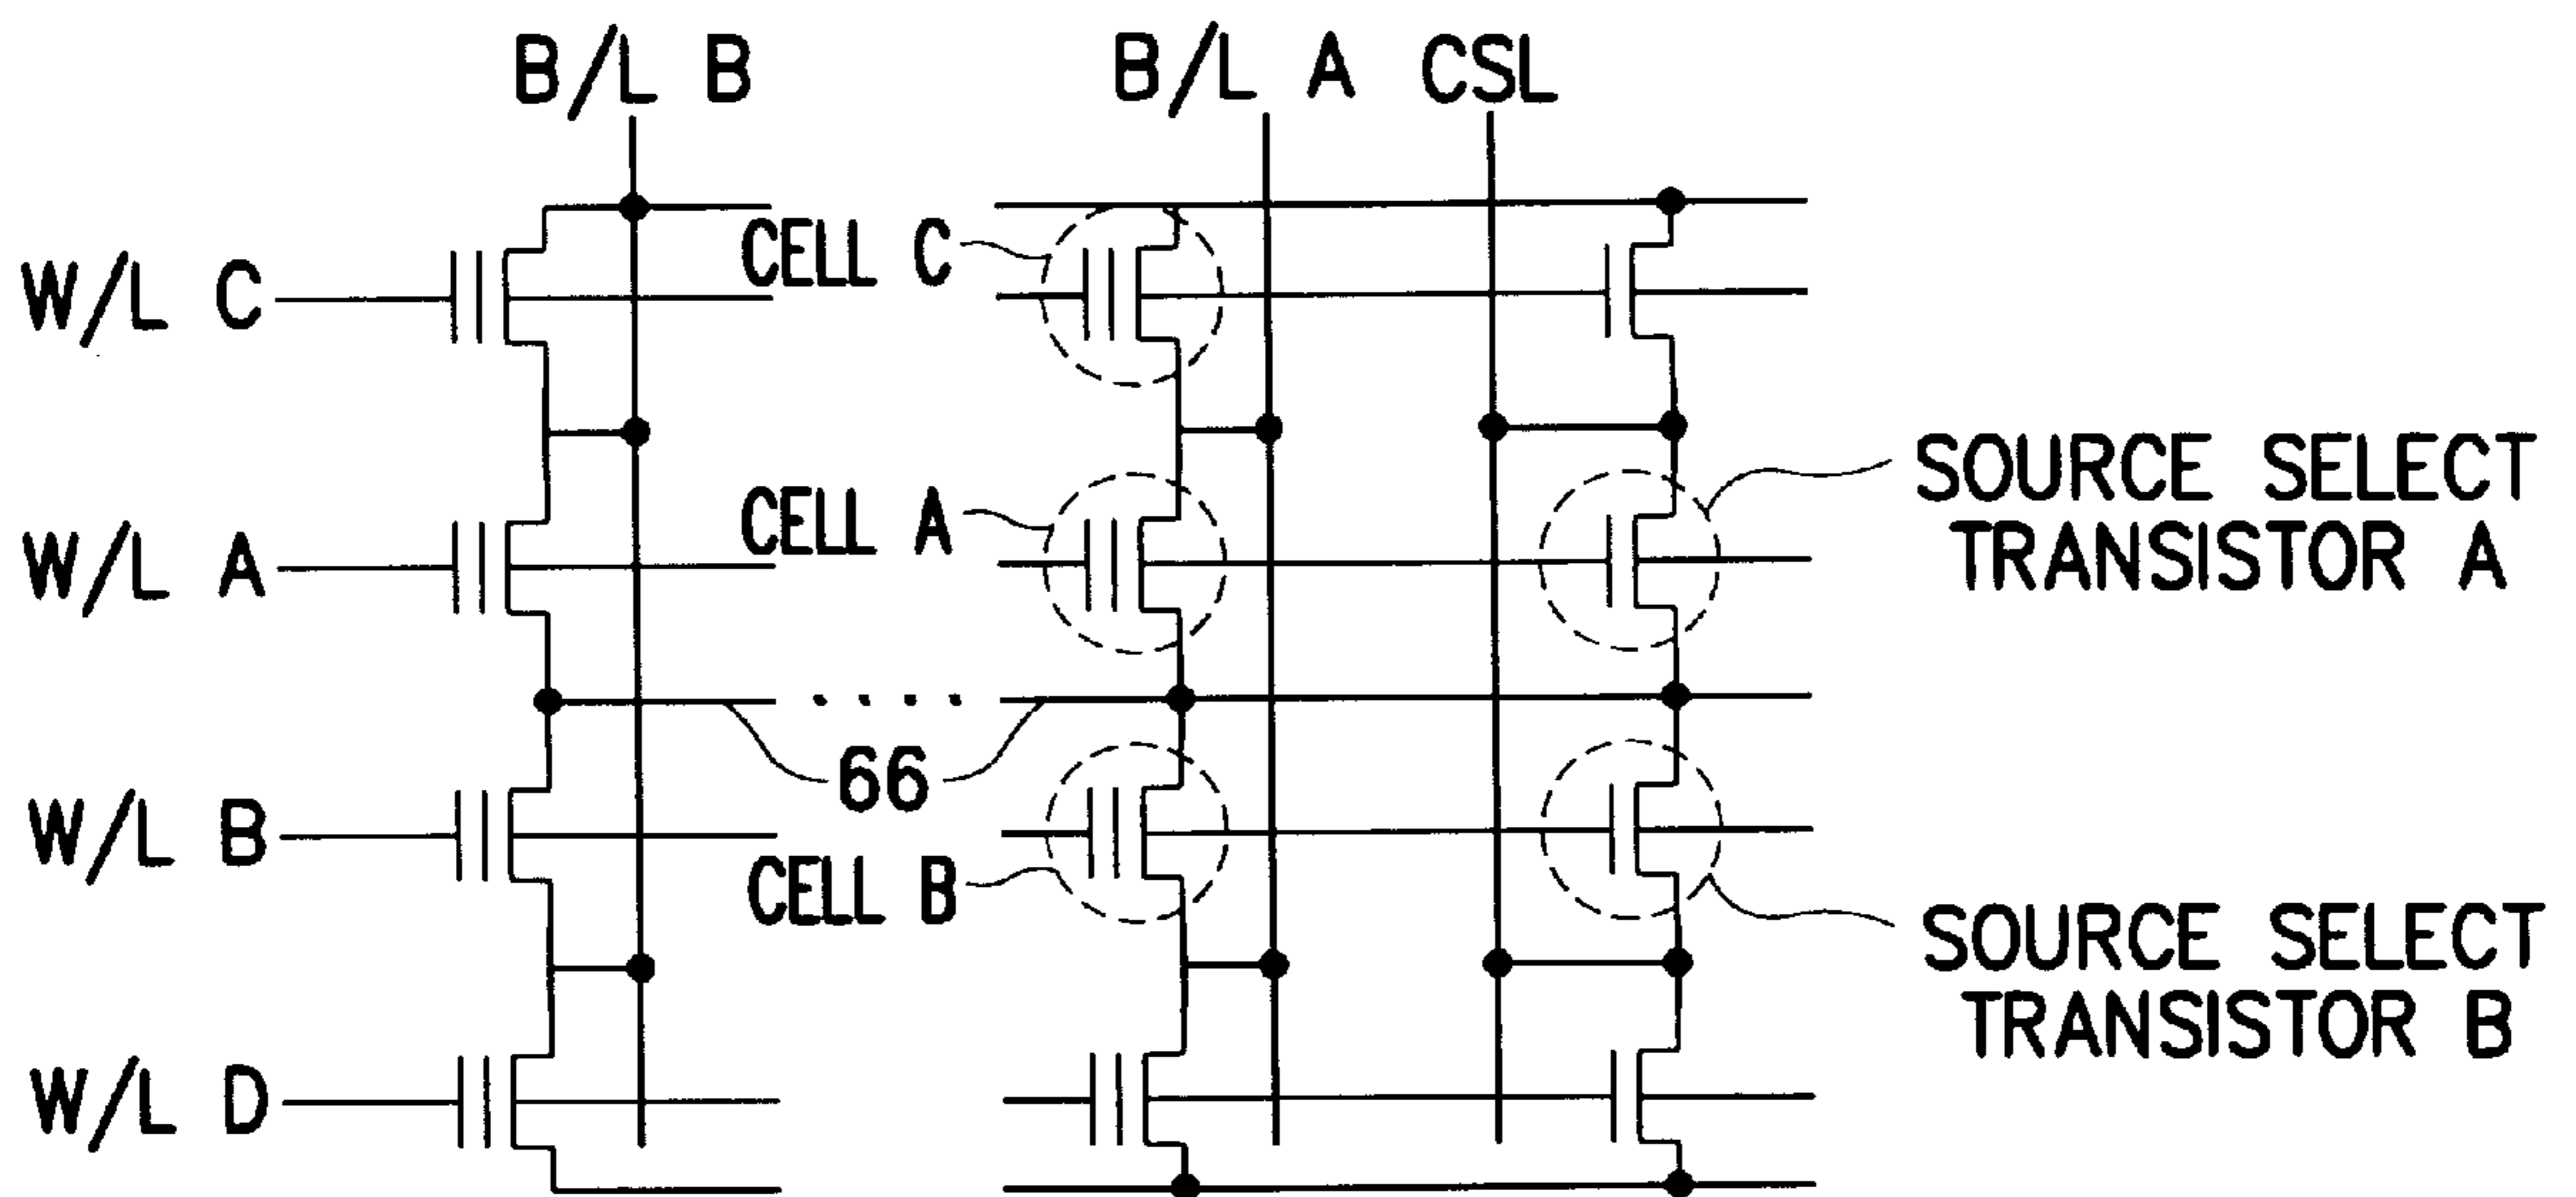 B/L B
B/L A
CSL
W/L C
CELL C
W/L A
CELL A
SOURCE SELECT
TRANSISTOR A
66
W/L B
CELL B
SOURCE SELECT
TRANSISTOR B
W/L D